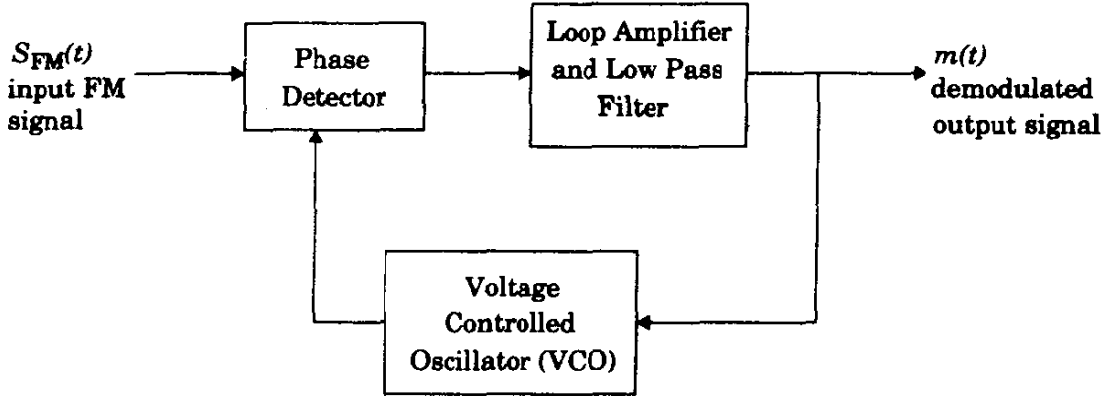 S_FM(t)
input FM
signal
Phase
Detector
Loop Amplifier
and Low Pass
Filter
m(t)
demodulated
output signal
Voltage
Controlled
Oscillator (VCO)